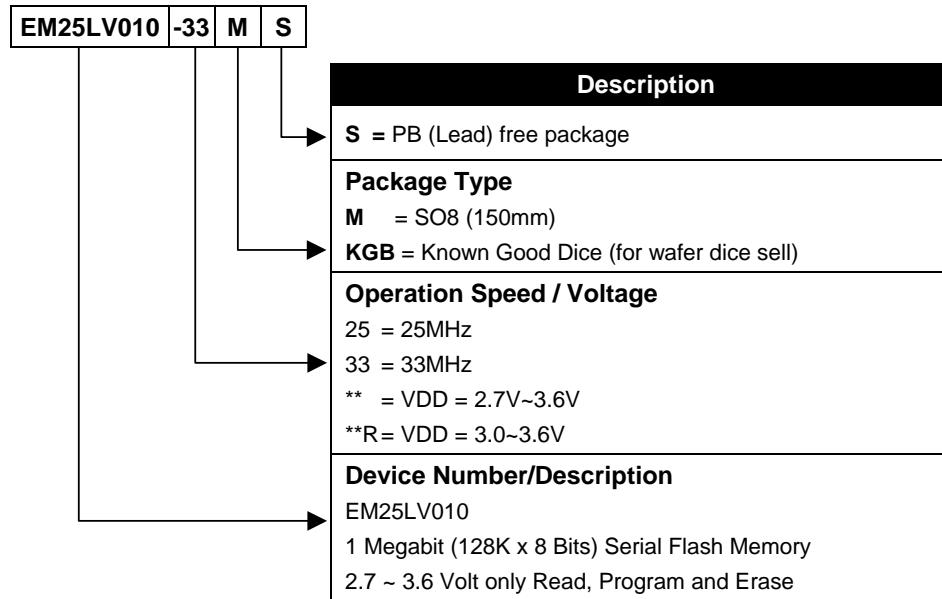 EM25LV010 -33 M S
Description
S = PB (Lead) free package
Package Type
M = SO8 (150mm)
KGB = Known Good Dice (for wafer dice sell)
Operation Speed / Voltage
25 = 25MHz
33 = 33MHz
** = VDD = 2.7V~3.6V
**R= VDD = 3.0~3.6V
Device Number/Description
EM25LV010
1 Megabit (128K x 8 Bits) Serial Flash Memory
2.7 ~ 3.6 Volt only Read, Program and Erase